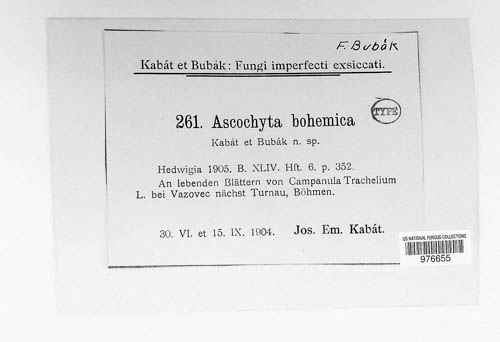 F. Bubák
Kabát et Bubák: Fungi imperfecti exsiccati.
261. Ascochyta bohemica
TYPE
Kabát et Bubák n. sp.
Hedwigia 1905. B. XLIV. Hft. 6. p. 352.
An lebenden Blättern von Campanula Trachelium
L. bei Vazovec nächst Turnau, Böhmen.
30. VI. et 15. IX. 1904. Jos. Em. Kabát.
US NATIONAL FUNGUS COLLECTIONS
976655